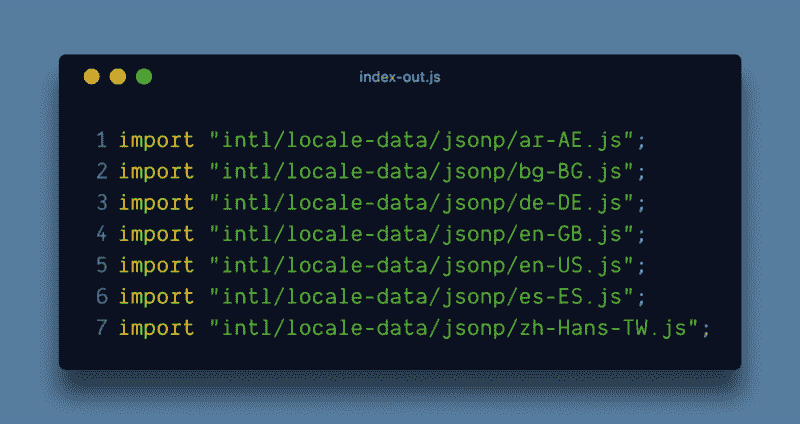 index-out.js
1 import "intl/locale-data/jsonp/ar-AE.js";
2 import "intl/locale-data/jsonp/bg-BG.js";
3 import "intl/locale-data/jsonp/de-DE.js";
4 import "intl/locale-data/jsonp/en-GB.js";
5 import "intl/locale-data/jsonp/en-US.js";
6 import "intl/locale-data/jsonp/es-ES.js";
7 import "intl/locale-data/jsonp/zh-Hans-TW.js";